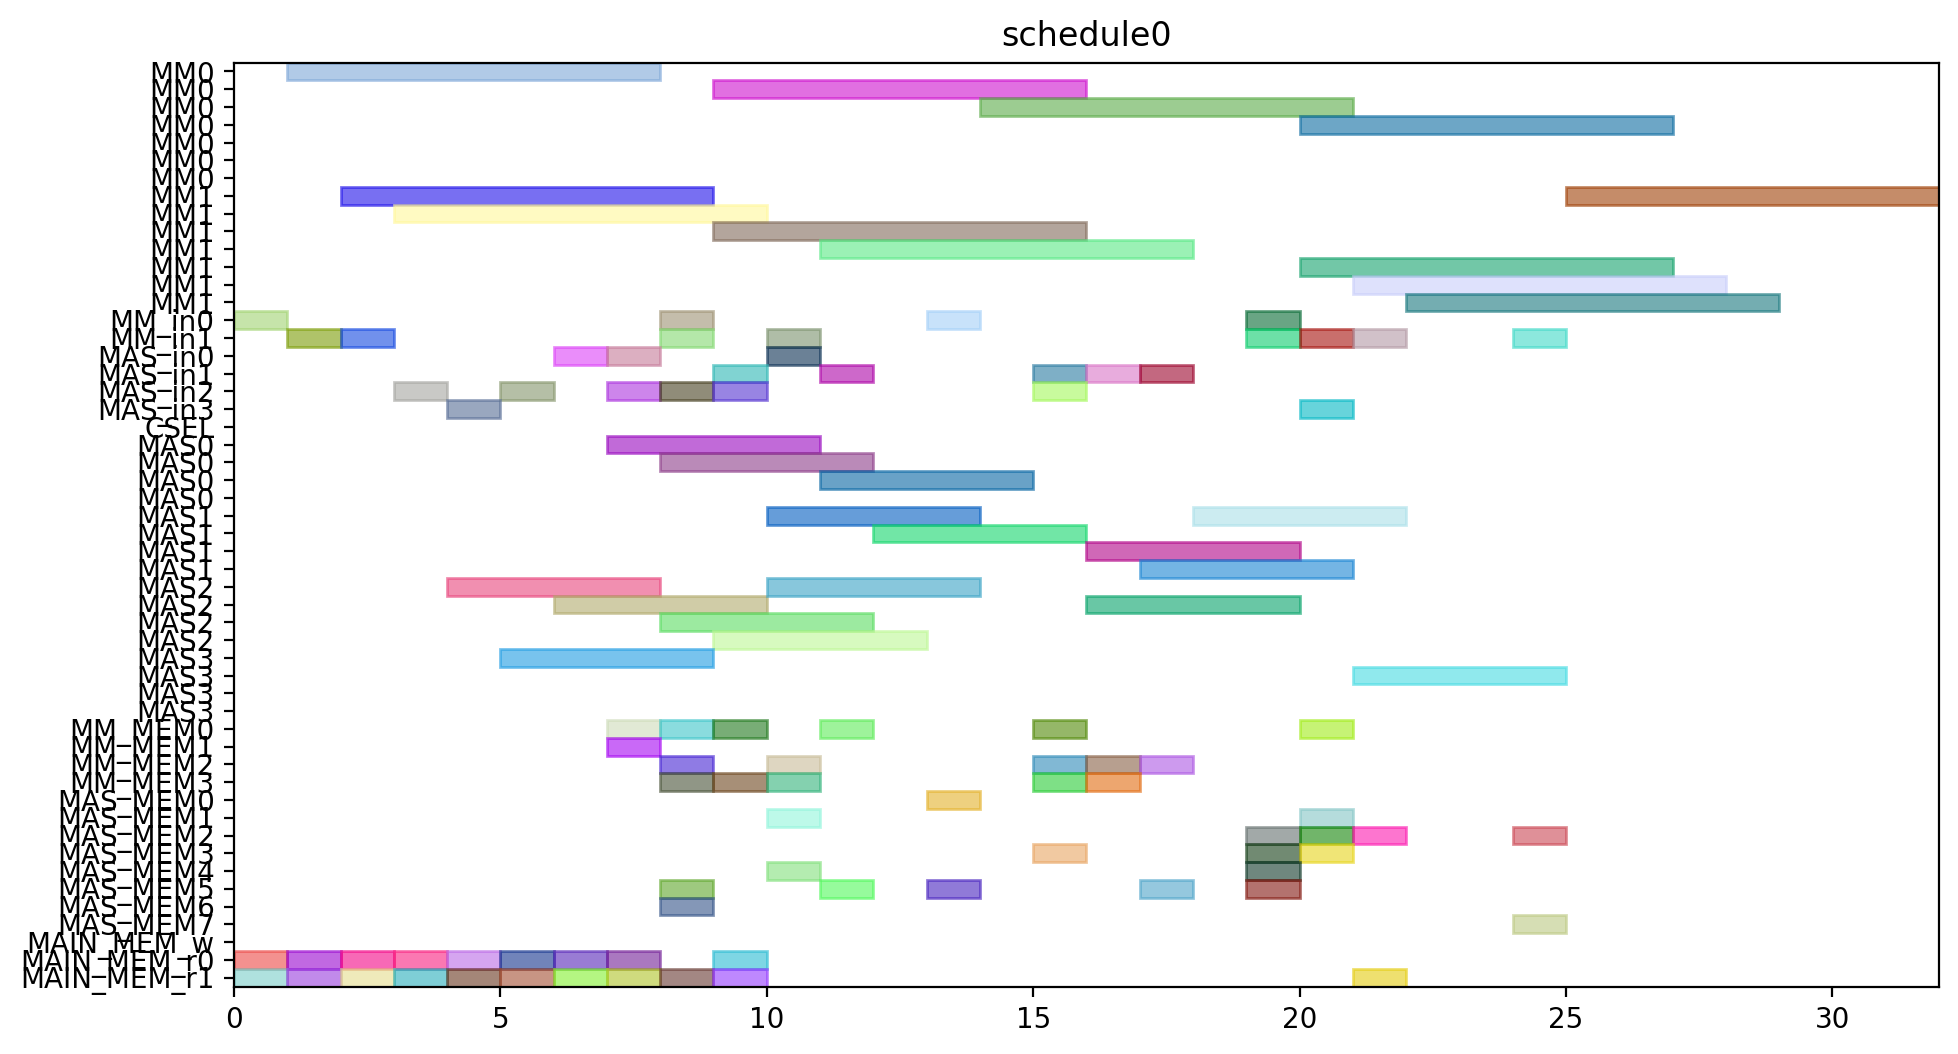 schedule0
MM0
MM0
MM0
MM0
MM0
MM0
MM0
MM1
MM1
MM1
MM1
MM1
MM1
MM1
MM_in0
MM_in1
MAS_in0
MAS_in1
MAS_in2
MAS_in3
CSEL
MAS0
MAS0
MAS0
MAS0
MAS1
MAS1
MAS1
MAS1
MAS2
MAS2
MAS2
MAS2
MAS3
MAS3
MAS3
MAS3
MM_MEM0
MM_MEM1
MM_MEM2
MM_MEM3
MAS_MEM0
MAS_MEM1
MAS_MEM2
MAS_MEM3
MAS_MEM4
MAS_MEM5
MAS_MEM6
MAS_MEM7
MAIN_MEM_w
MAIN_MEM_r0
MAIN_MEM_r1
0 5 10 15 20 25 30